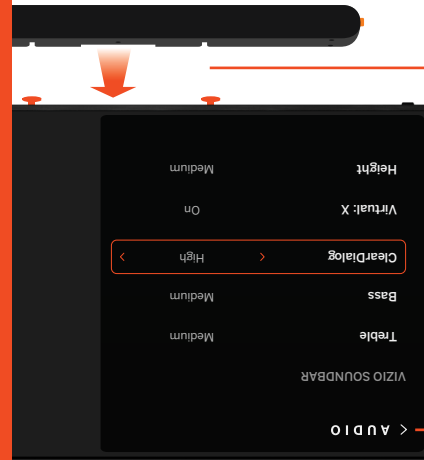 < AUDIO
VIZIO SOUNDBAR
Treble Medium
Bass Medium
ClearDialog < High >
Virtual: X On
Height Medium